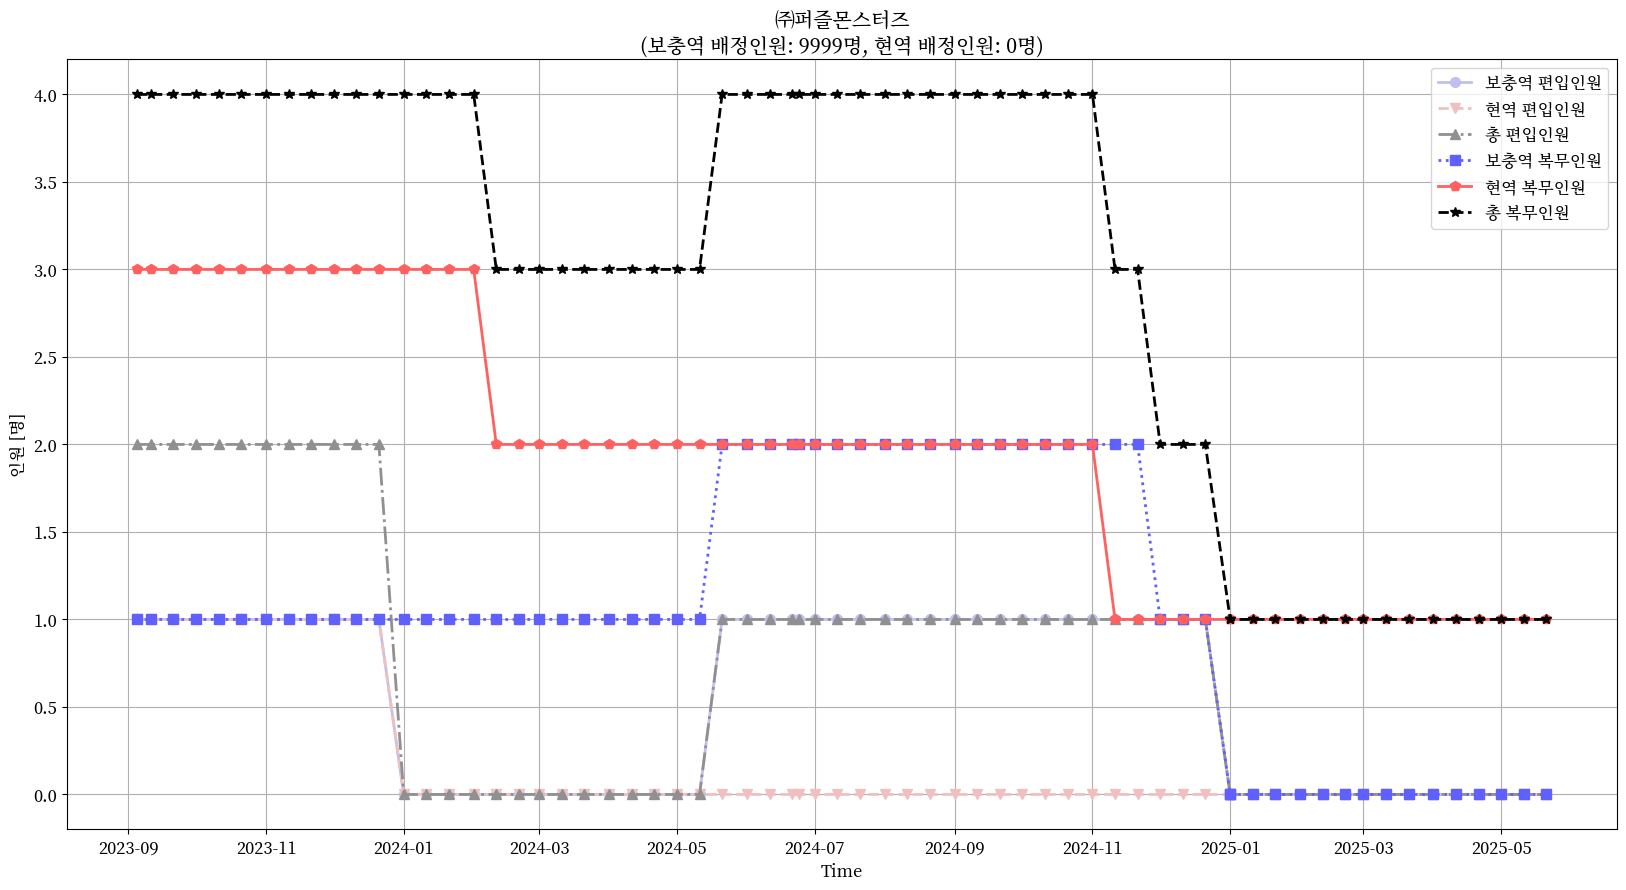 ㈜퍼즐몬스터즈
(보충역 배정인원: 9999명, 현역 배정인원: 0명)
보충역 편입인원
현역 편입인원
총 편입인원
보충역 복무인원
현역 복무인원
총 복무인원
4.0
3.5
3.0
2.5
2.0
1.5
1.0
0.5
0.0
인원 [명]
2023-09 2023-11 2024-01 2024-03 2024-05 2024-07 2024-09 2024-11 2025-01 2025-03 2025-05
Time